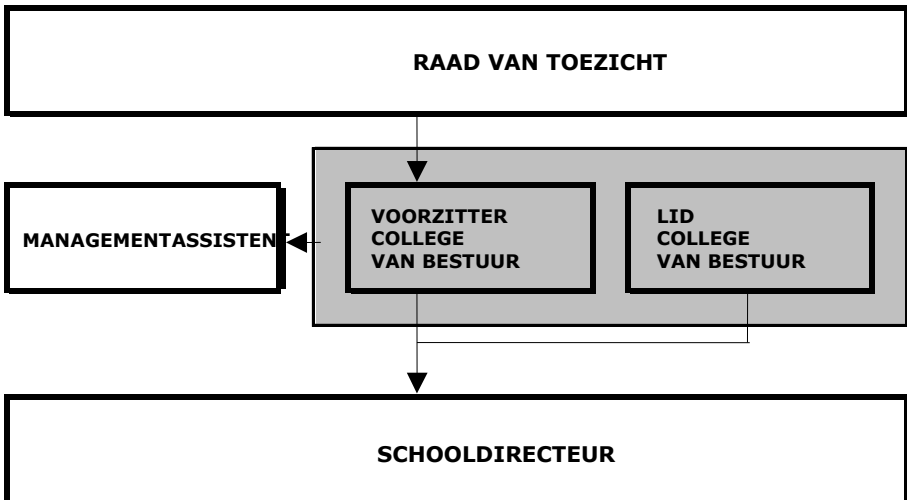 RAAD VAN TOEZICHT
MANAGEMENTASSISTENT
VOORZITTER
COLLEGE
VAN BESTUUR
LID
COLLEGE
VAN BESTUUR
SCHOOLDIRECTEUR